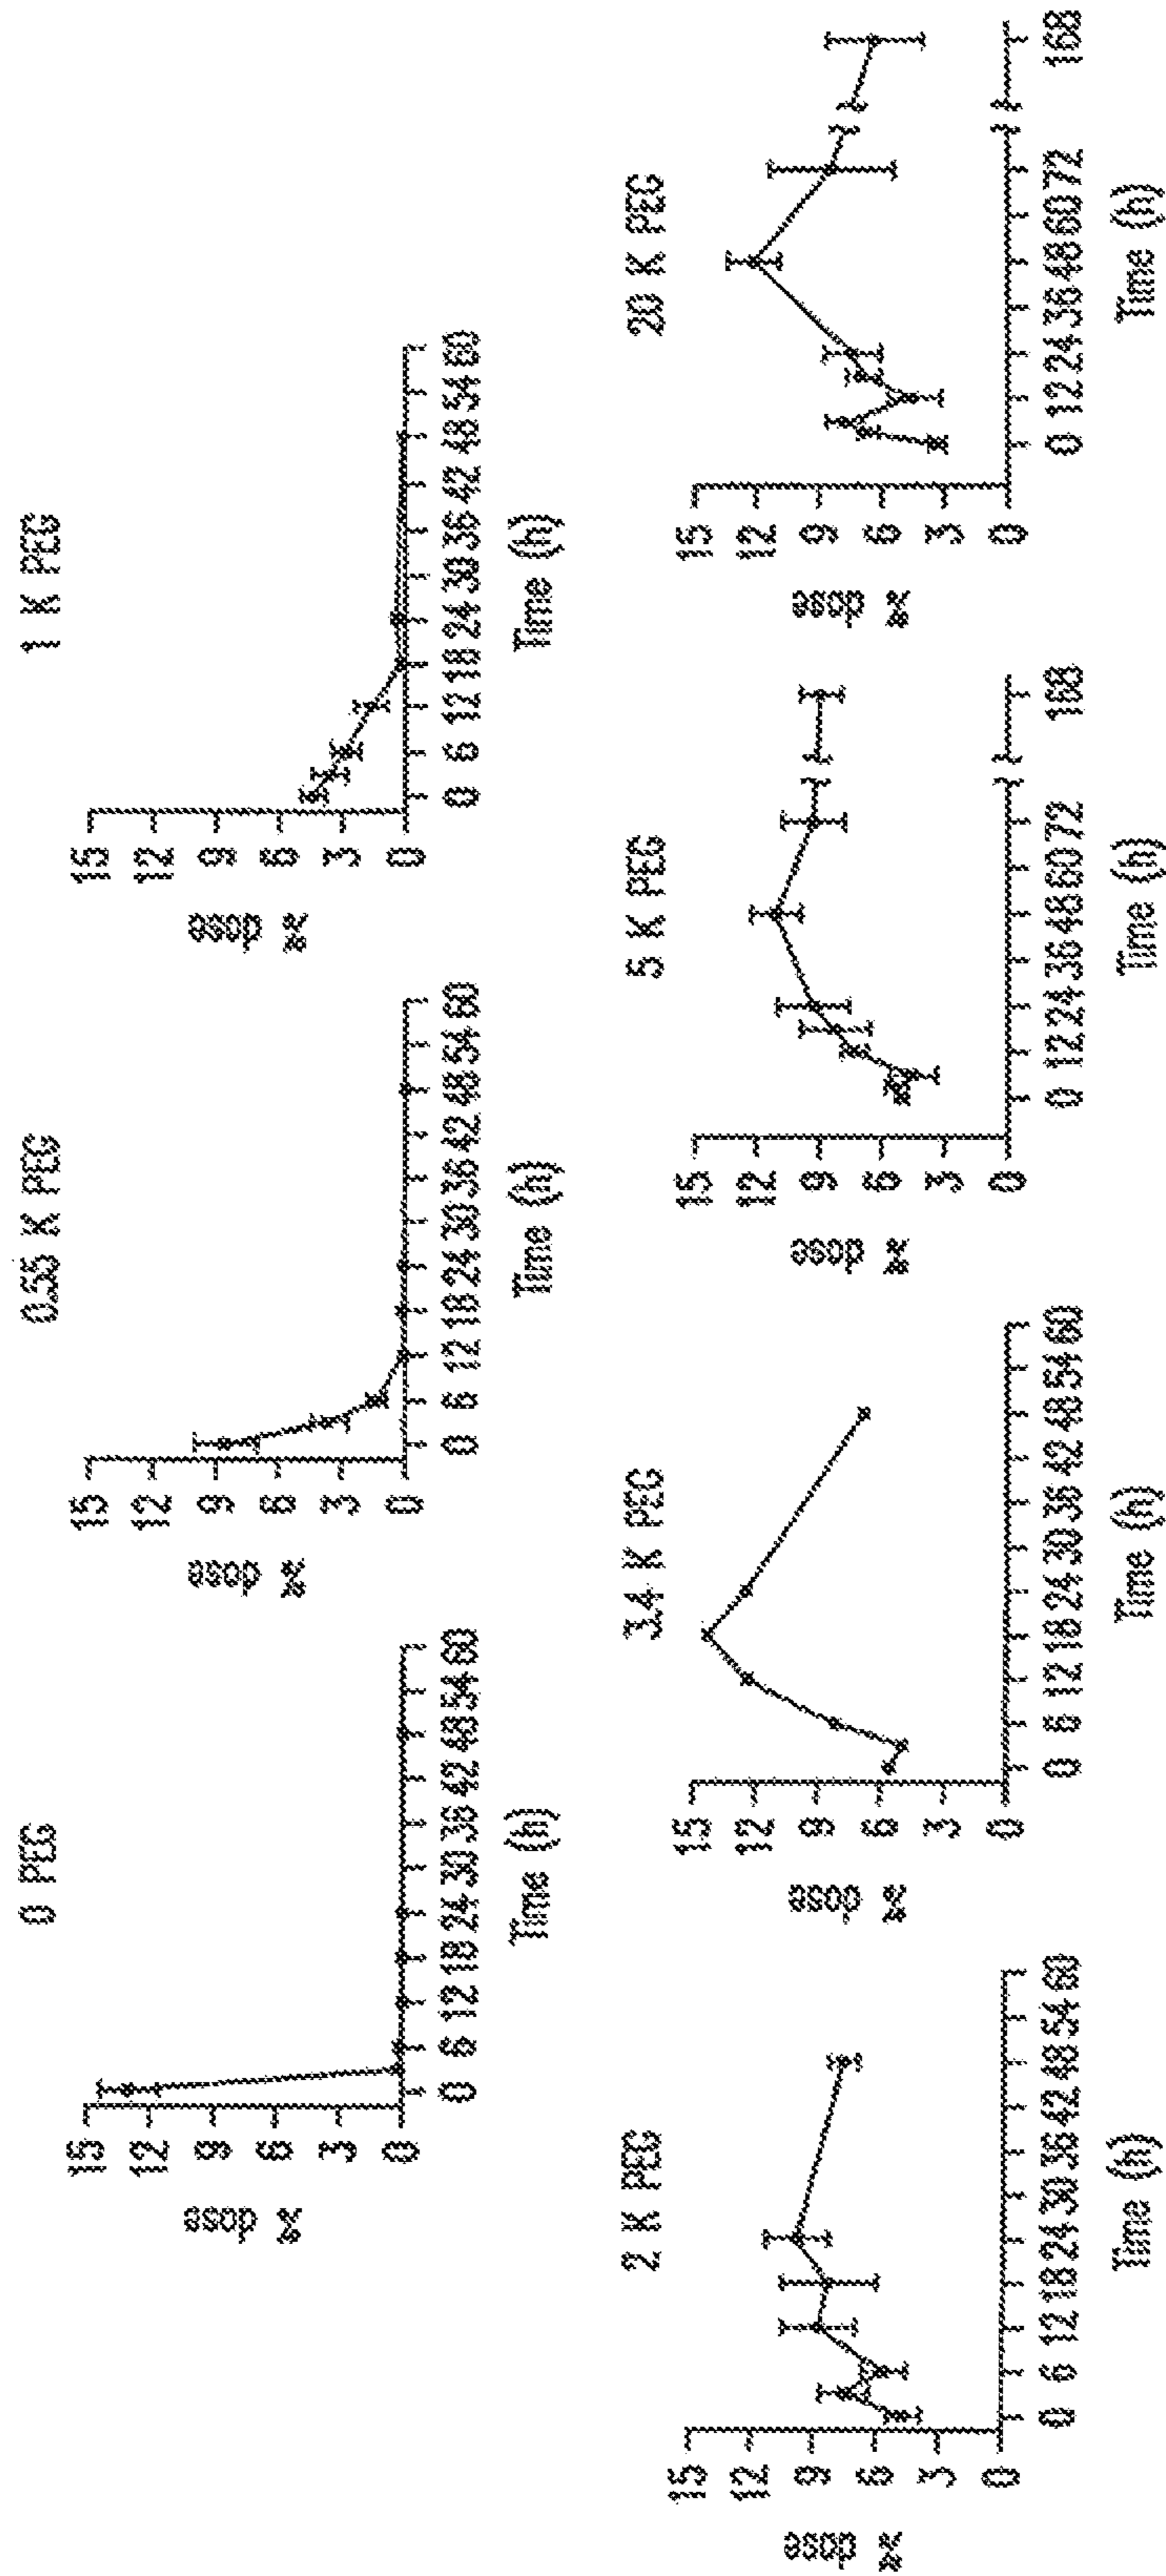 0 PEG
% dose
15
12
9
6
3
0
0 6 12 18 24 30 36 42 48 54 60
Time (h)
0.55 K PEG
% dose
15
12
9
6
3
0
0 6 12 18 24 30 36 42 48 54 60
Time (h)
1 K PEG
% dose
15
12
9
6
3
0
0 6 12 18 24 30 36 42 48 54 60
Time (h)
2 K PEG
% dose
15
12
9
6
3
0
0 6 12 18 24 30 36 42 48 54 60
Time (h)
3.4 K PEG
% dose
15
12
9
6
3
0
0 6 12 18 24 30 36 42 48 54 60
Time (h)
5 K PEG
% dose
15
12
9
6
3
0
0 12 24 36 48 60 72 168
Time (h)
20 K PEG
% dose
15
12
9
6
3
0
0 12 24 36 48 60 72 168
Time (h)